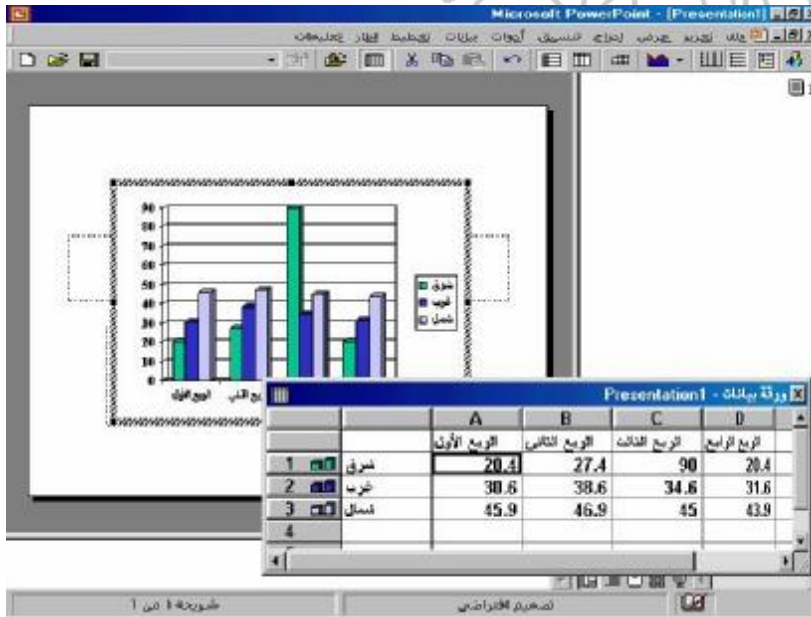 Microsoft PowerPoint - [Presentation1]
ملف تحرير عرض إدراج تنسيق أدوات بيانات تخطيط إطار تعليمات
90
80
70
60
50
40
30
20
10
0
شرق
غرب
شمال
الربيع الأول
ورقة بيانات - Presentation1
A B C D
الربع الأول الربع الثاني الربع الثالث الربع الرابع
1 شرق 20.4 27.4 90 20.4
2 غرب 30.6 38.6 34.6 31.6
3 شمال 45.9 46.9 45 43.9
4
شريحة 1 من 1
تصميم افتراضي